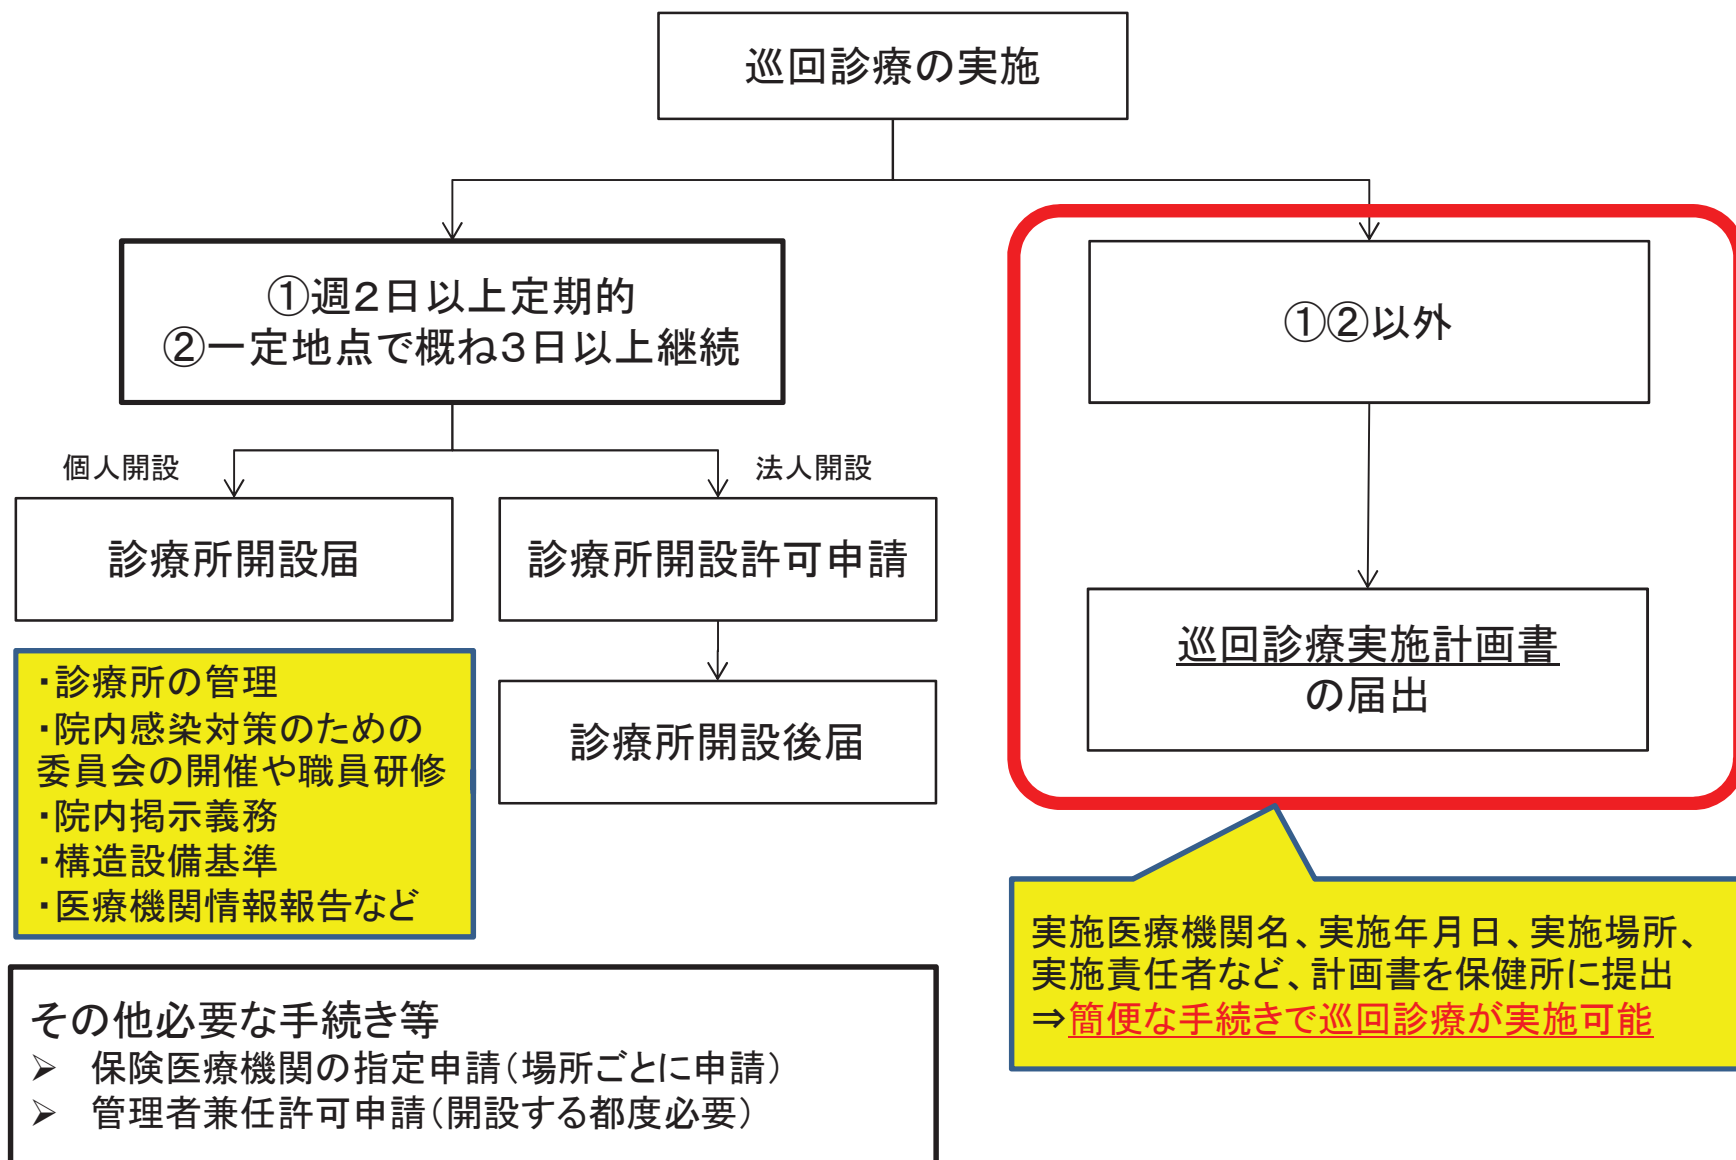 巡回診療の実施
①週２日以上定期的
②一定地点で概ね３日以上継続
①②以外
個人開設
法人開設
診療所開設届
診療所開設許可申請
診療所開設後届
巡回診療実施計画書
の届出
・診療所の管理
・院内感染対策のための
委員会の開催や職員研修
・院内掲示義務
・構造設備基準
・医療機関情報報告など
実施医療機関名、実施年月日、実施場所、
実施責任者など、計画書を保健所に提出
⇒簡便な手続きで巡回診療が実施可能
その他必要な手続き等
➢ 保険医療機関の指定申請（場所ごとに申請）
➢ 管理者兼任許可申請（開設する都度必要）